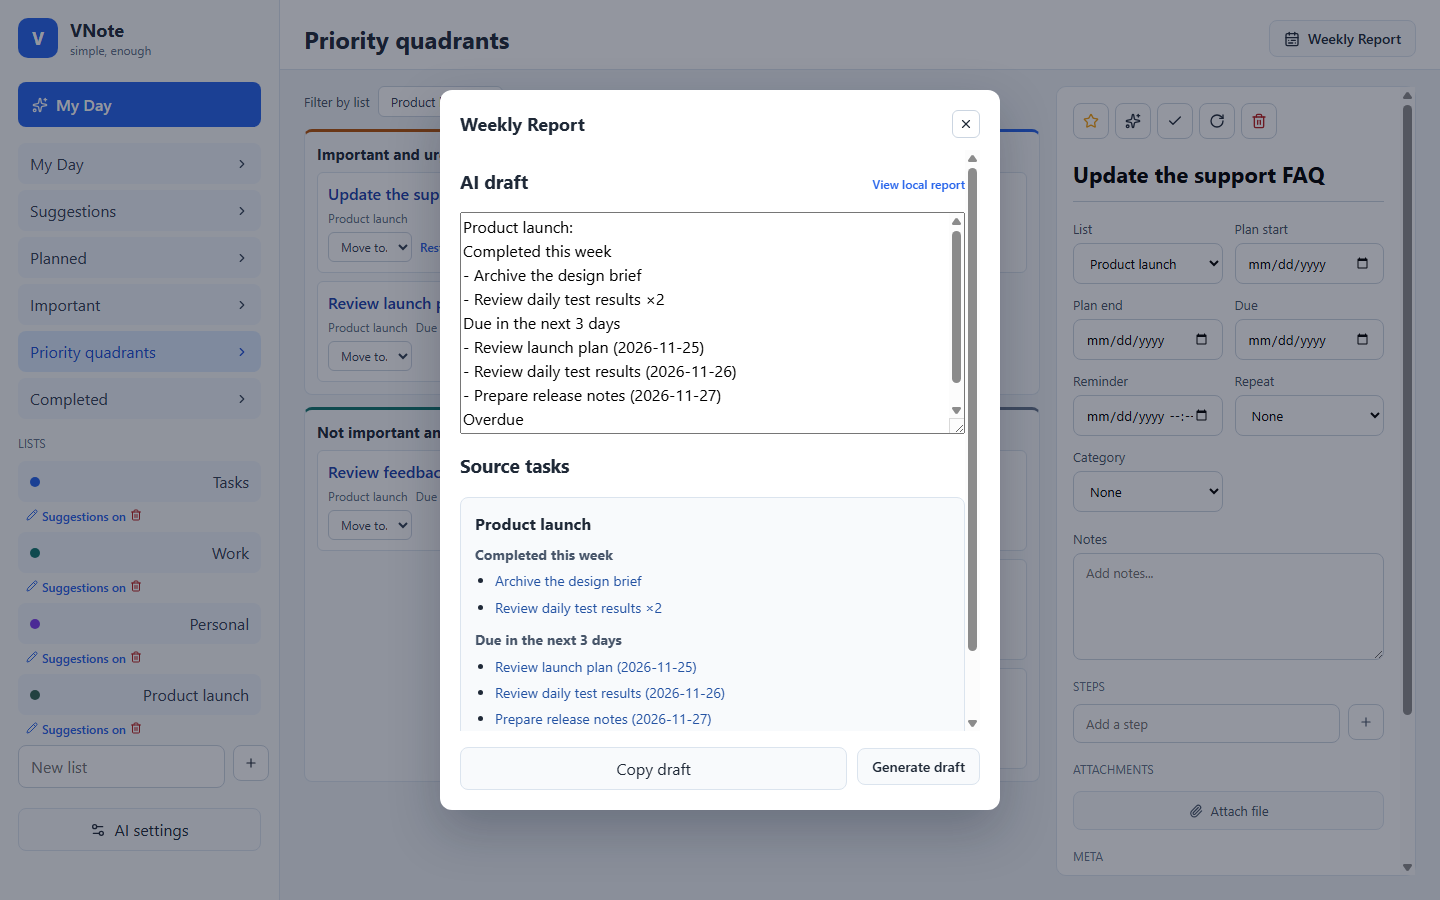 V
VNote
simple, enough
My Day
My Day
Suggestions
Planned
Important
Priority quadrants
Completed
LISTS
Tasks
Suggestions on
Work
Suggestions on
Personal
Suggestions on
Product launch
Suggestions on
New list
+
AI settings
Priority quadrants
Weekly Report
Filter by list
Product
Important and ur
Update the sup
Product launch
Move to.
Res
Review launch p
Product launch Due
Move to.
Not important an
Review feedbac
Product launch Due
Move to.
Weekly Report
AI draft
View local report
Product launch:
Completed this week
- Archive the design brief
- Review daily test results ×2
Due in the next 3 days
- Review launch plan (2026-11-25)
- Review daily test results (2026-11-26)
- Prepare release notes (2026-11-27)
Overdue
Source tasks
Product launch
Completed this week
• Archive the design brief
• Review daily test results ×2
Due in the next 3 days
• Review launch plan (2026-11-25)
• Review daily test results (2026-11-26)
• Prepare release notes (2026-11-27)
Copy draft
Generate draft
Update the support FAQ
List
Plan start
Product launch
mm/dd/yyyy
Plan end
Due
mm/dd/yyyy
mm/dd/yyyy
Reminder
Repeat
mm/dd/yyyy --:--
None
Category
None
Notes
Add notes...
STEPS
Add a step
+
ATTACHMENTS
Attach file
META